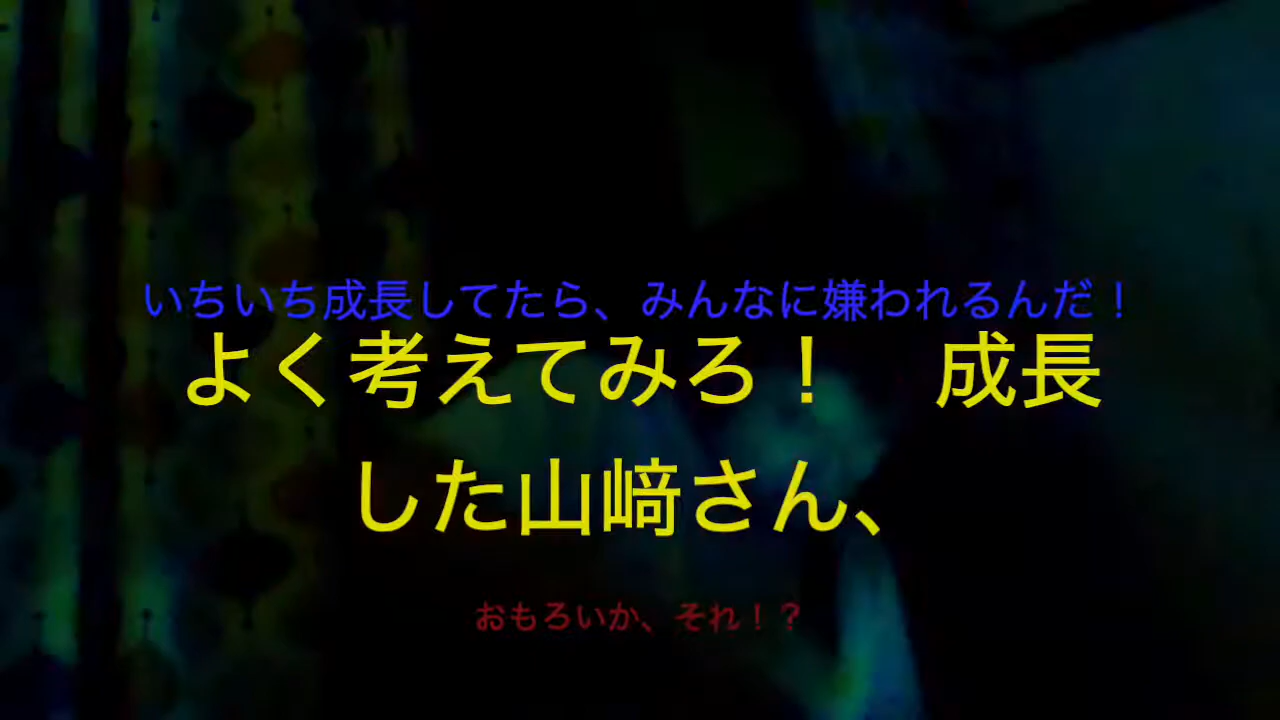 いちいち成長してたら、みんなに嫌われるんだ！
よく考えてみろ！　成長
した山﨑さん、
おもろいか、それ！？